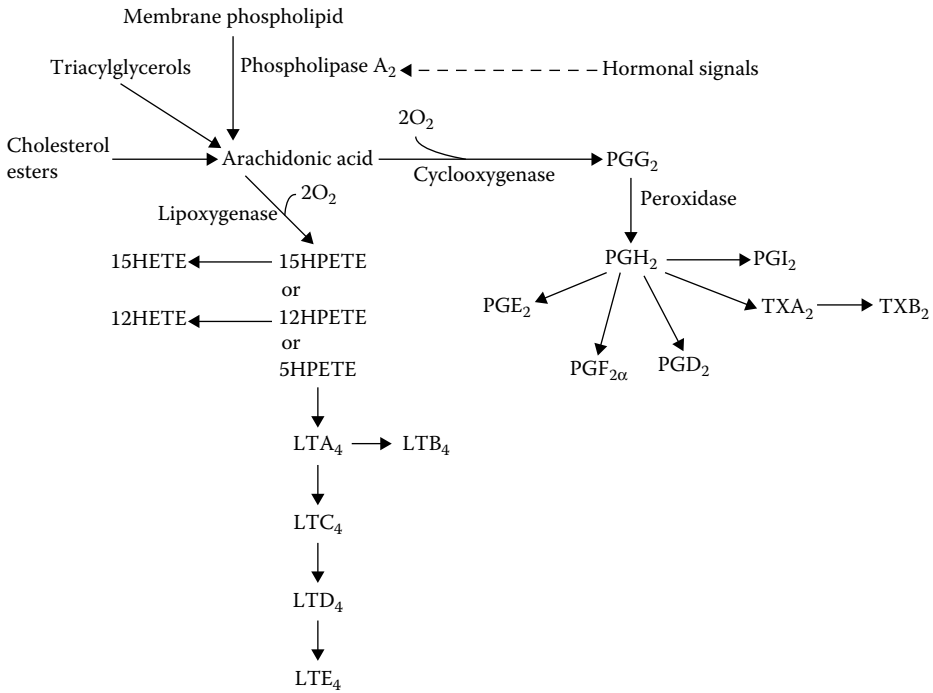 Membrane phospholipid
Triacylglycerols
Phospholipase A₂
Hormonal signals
2O₂
Cholesterol
esters
Arachidonic acid
Cyclooxygenase
PGG₂
Lipoxygenase
2O₂
Peroxidase
15HETE
15HPETE
PGH₂
PGI₂
or
12HETE
12HPETE
PGE₂
TXA₂
TXB₂
or
5HPETE
PGF₂α
PGD₂
LTA₄
LTB₄
LTC₄
LTD₄
LTE₄